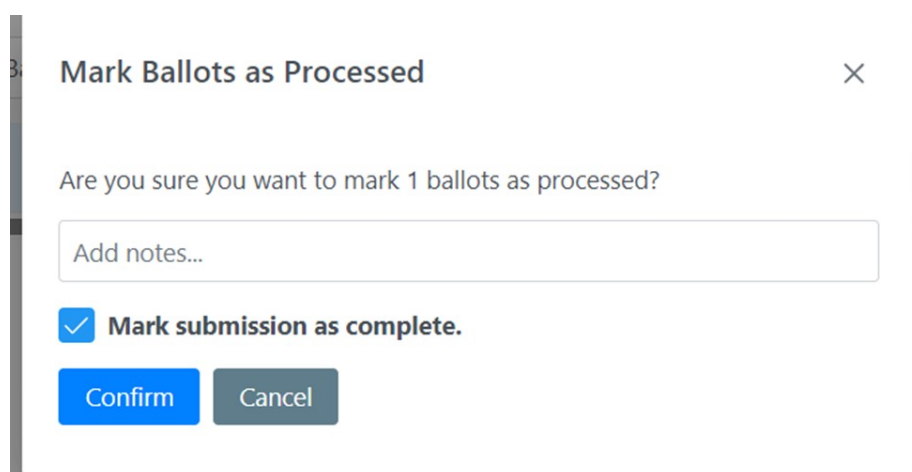 Mark Ballots as Processed
Are you sure you want to mark 1 ballots as processed?
Add notes...
Mark submission as complete.
Confirm Cancel